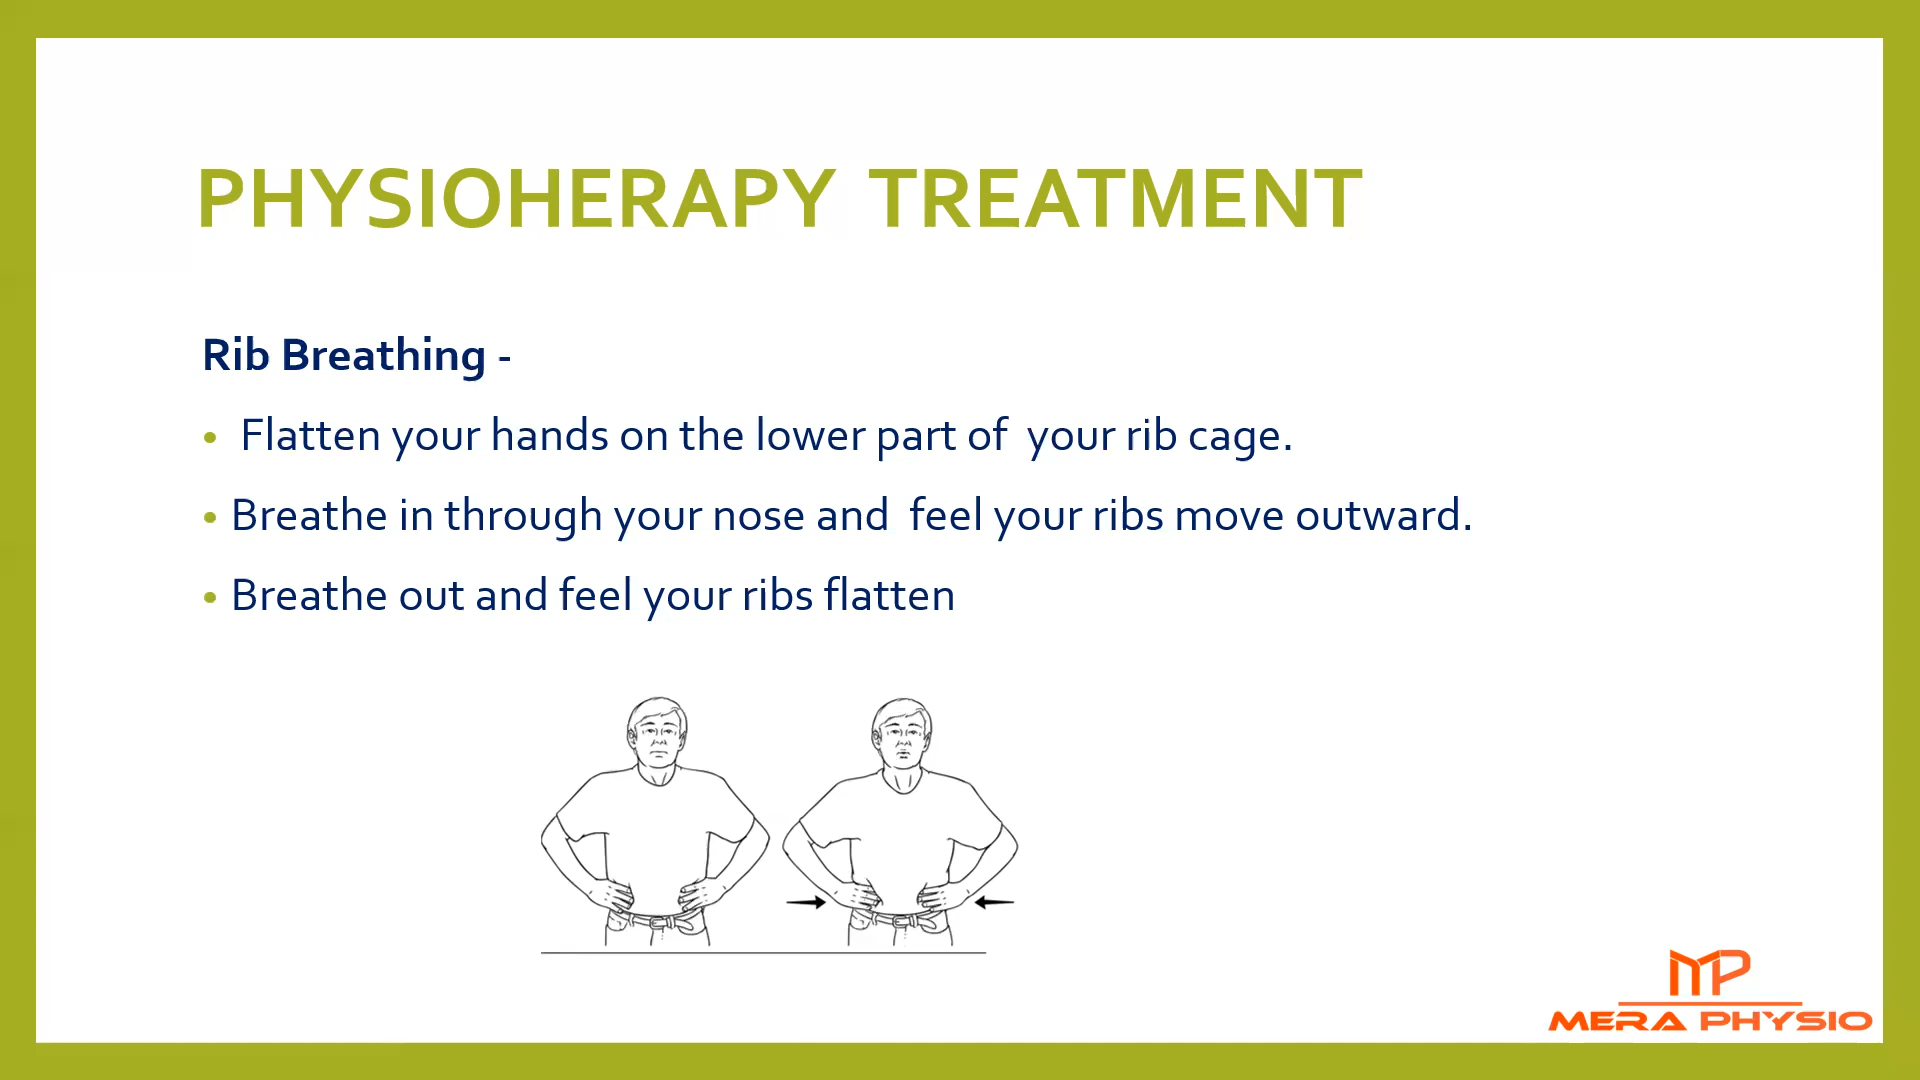 PHYSIOHERAPY TREATMENT
Rib Breathing -
• Flatten your hands on the lower part of your rib cage.
• Breathe in through your nose and feel your ribs move outward.
• Breathe out and feel your ribs flatten
MP
MERA PHYSIO